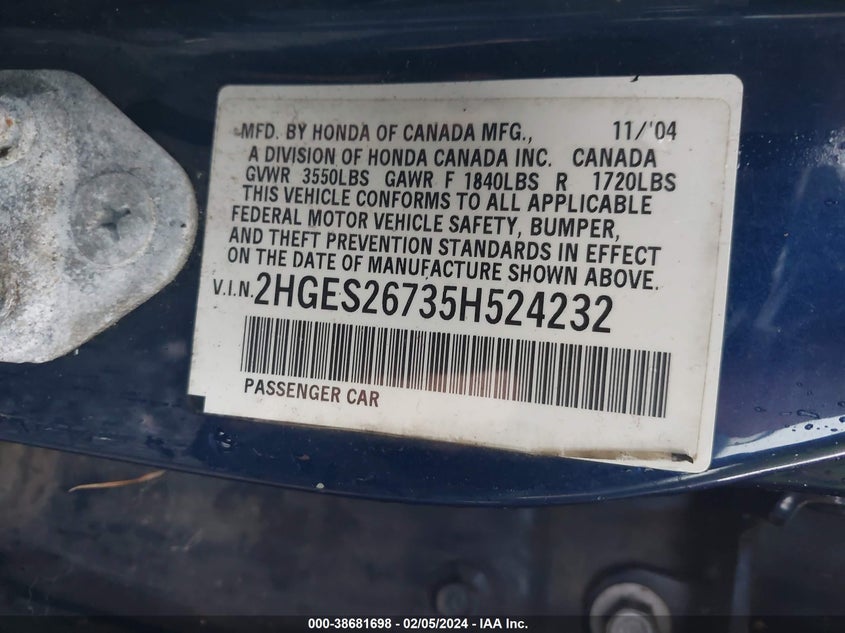 MFD. BY HONDA OF CANADA MFG., 11/'04
A DIVISION OF HONDA CANADA INC. CANADA
GVWR 3550LBS GAWR F 1840LBS R 1720LBS
THIS VEHICLE CONFORMS TO ALL APPLICABLE
FEDERAL MOTOR VEHICLE SAFETY, BUMPER,
AND THEFT PREVENTION STANDARDS IN EFFECT
ON THE DATE OF MANUFACTURE SHOWN ABOVE.
V.I.N. 2HGES26735H524232
PASSENGER CAR
000-38681698 - 02/05/2024 - IAA Inc.